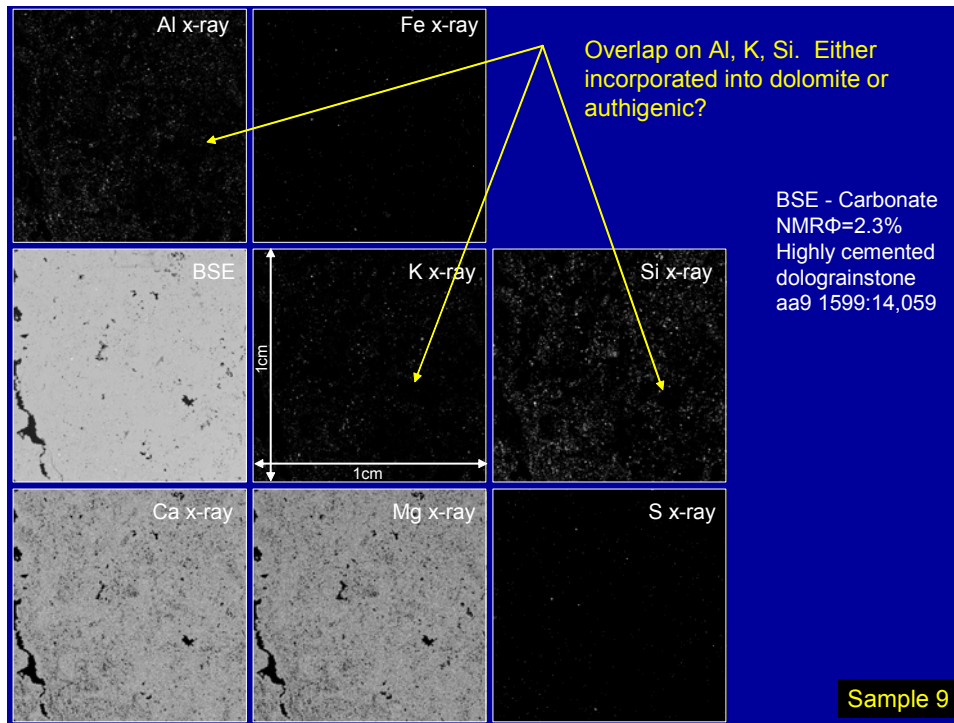 Al x-ray
Fe x-ray
Overlap on Al, K, Si. Either
incorporated into dolomite or
authigenic?
BSE - Carbonate
NMRΦ=2.3%
Highly cemented
dolograinstone
aa9 1599:14,059
BSE
K x-ray
Si x-ray
1cm
1cm
Ca x-ray
Mg x-ray
S x-ray
Sample 9